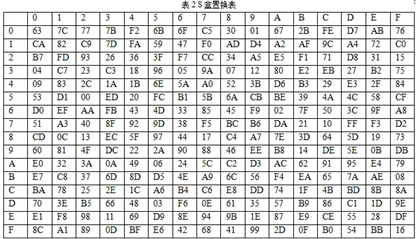 表 2 S 盒置换表
0 1 2 3 4 5 6 7 8 9 A B C D E F
0 63 7C 77 7B F2 6B 6F C5 30 01 67 2B FE D7 AB 76
1 CA 82 C9 7D FA 59 47 F0 AD D4 A2 AF 9C A4 72 C0
2 B7 FD 93 26 36 3F F7 CC 34 A5 E5 F1 71 D8 31 15
3 04 C7 23 C3 18 96 05 9A 07 12 80 E2 EB 27 B2 75
4 09 83 2C 1A 1B 6E 5A A0 52 3B D6 B3 29 E3 2F 84
5 53 D1 00 ED 20 FC B1 5B 6A CB BE 39 4A 4C 58 CF
6 D0 EF AA FB 43 4D 33 85 45 F9 02 7F 50 3C 9F A8
7 51 A3 40 8F 92 9D 38 F5 BC B6 DA 21 10 FF F3 D2
8 CD 0C 13 EC 5F 97 44 17 C4 A7 7E 3D 64 5D 19 73
9 60 81 4F DC 22 2A 90 88 46 EE B8 14 DE 5E 0B DB
A E0 32 3A 0A 49 06 24 5C C2 D3 AC 62 91 95 E4 79
B E7 C8 37 6D 8D D5 4E A9 6C 56 F4 EA 65 7A AE 08
C BA 78 25 2E 1C A6 B4 C6 E8 DD 74 1F 4B BD 8B 8A
D 70 3E B5 66 48 03 F6 0E 61 35 57 B9 86 C1 1D 9E
E E1 F8 98 11 69 D9 8E 94 9B 1E 87 E9 CE 55 28 DF
F 8C A1 89 0D BF E6 42 68 41 99 2D 0F B0 54 BB 16